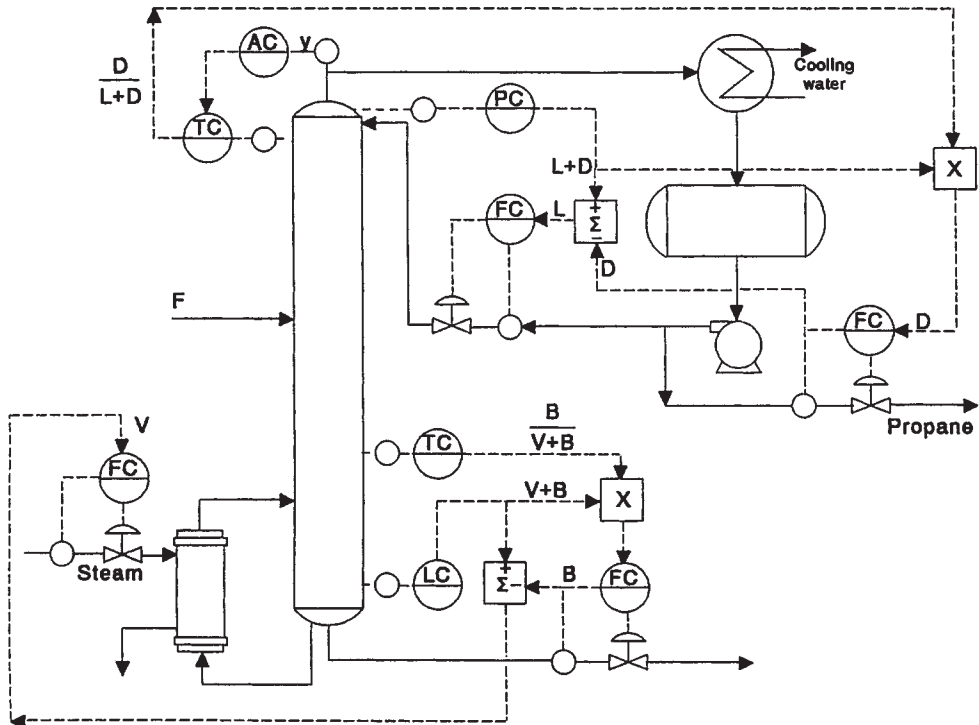 AC
y
D
L+D
TC
PC
Cooling
water
X
L+D
FC
L
+
Σ
−
D
F
FC
D
Propane
B
V+B
TC
V
FC
V+B
X
Steam
LC
+
Σ−
B
FC